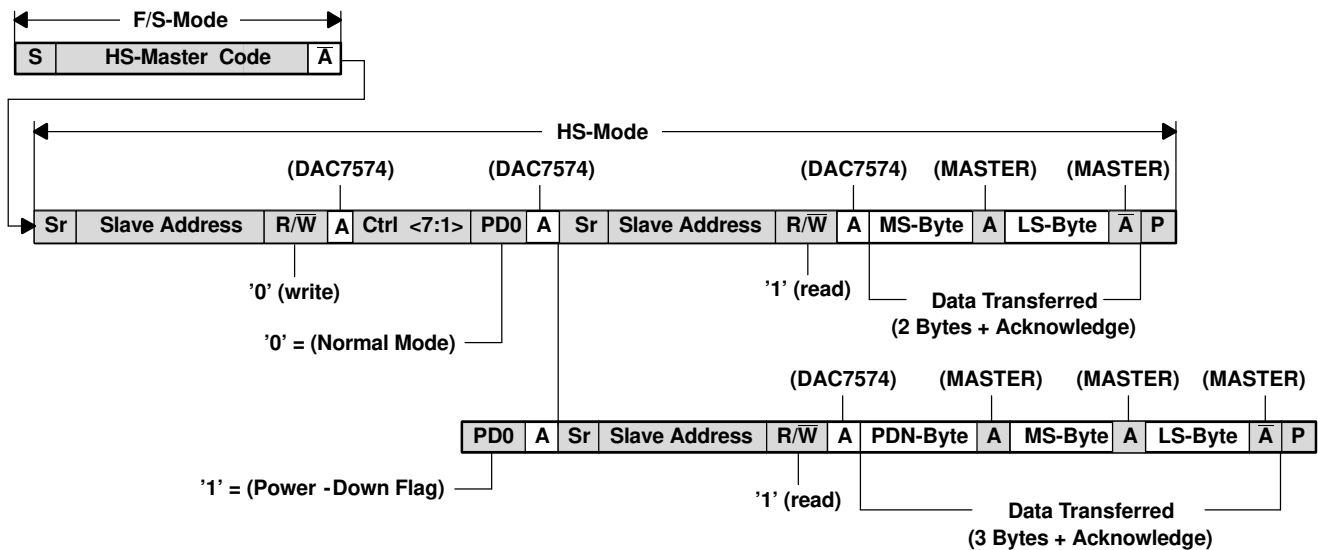 F/S-Mode
S HS-Master Code A̅
HS-Mode
(DAC7574) (DAC7574) (DAC7574) (MASTER) (MASTER)
Sr Slave Address R/W̅ A Ctrl <7:1> PD0 A Sr Slave Address R/W̅ A MS-Byte A LS-Byte A̅ P
'0' (write) '1' (read) Data Transferred
(2 Bytes + Acknowledge)
'0' = (Normal Mode)
(DAC7574) (MASTER) (MASTER) (MASTER)
PD0 A Sr Slave Address R/W̅ A PDN-Byte A MS-Byte A LS-Byte A̅ P
'1' = (Power -Down Flag) '1' (read) Data Transferred
(3 Bytes + Acknowledge)